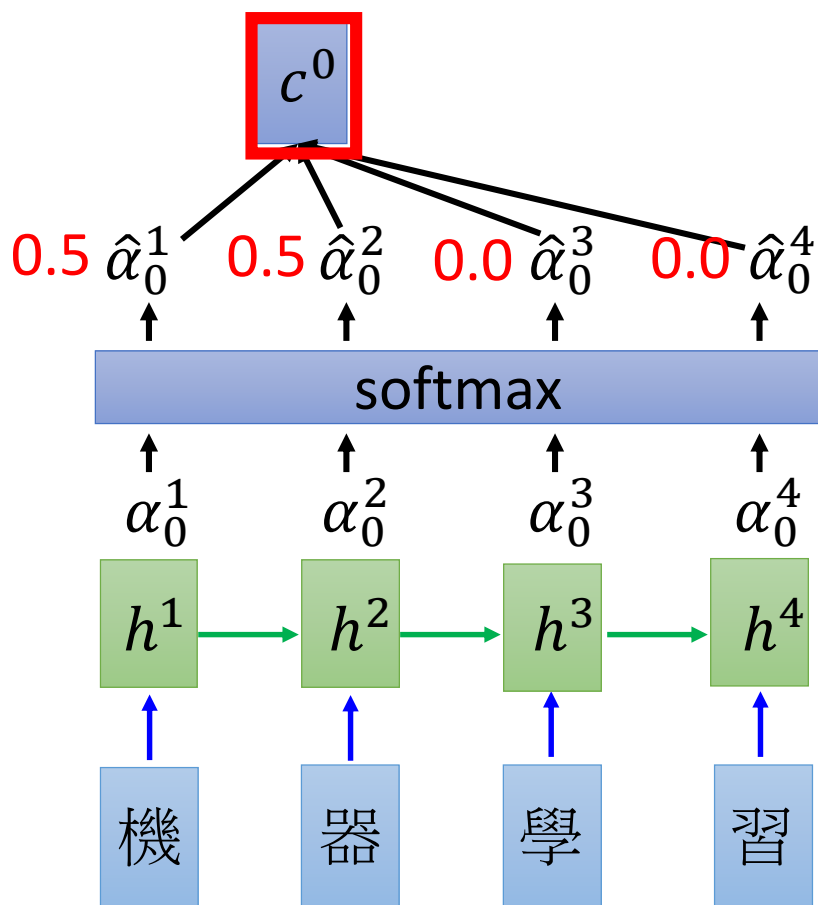 c⁰
0.5 α̂₀¹ 0.5 α̂₀² 0.0 α̂₀³ 0.0 α̂₀⁴
softmax
α₀¹ α₀² α₀³ α₀⁴
h¹ h² h³ h⁴
機 器 學 習